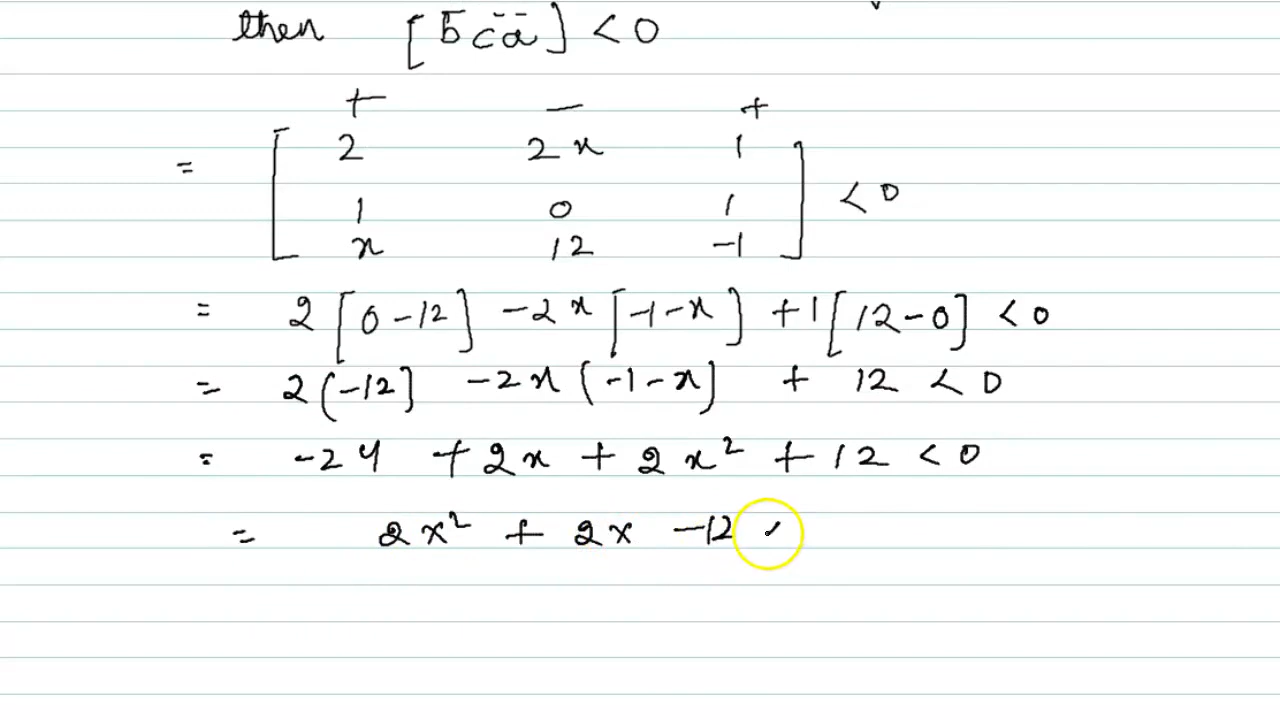 then [b̄ c̄ ā] < 0
+ − +
= [ 2 2x 1
1 0 1 < 0
x 12 -1 ]
= 2 [0 - 12] - 2x [-1 - x] + 1 [12 - 0] < 0
= 2 (-12] - 2x (-1 - x] + 12 < 0
= -24 + 2x + 2x² + 12 < 0
= 2x² + 2x - 12